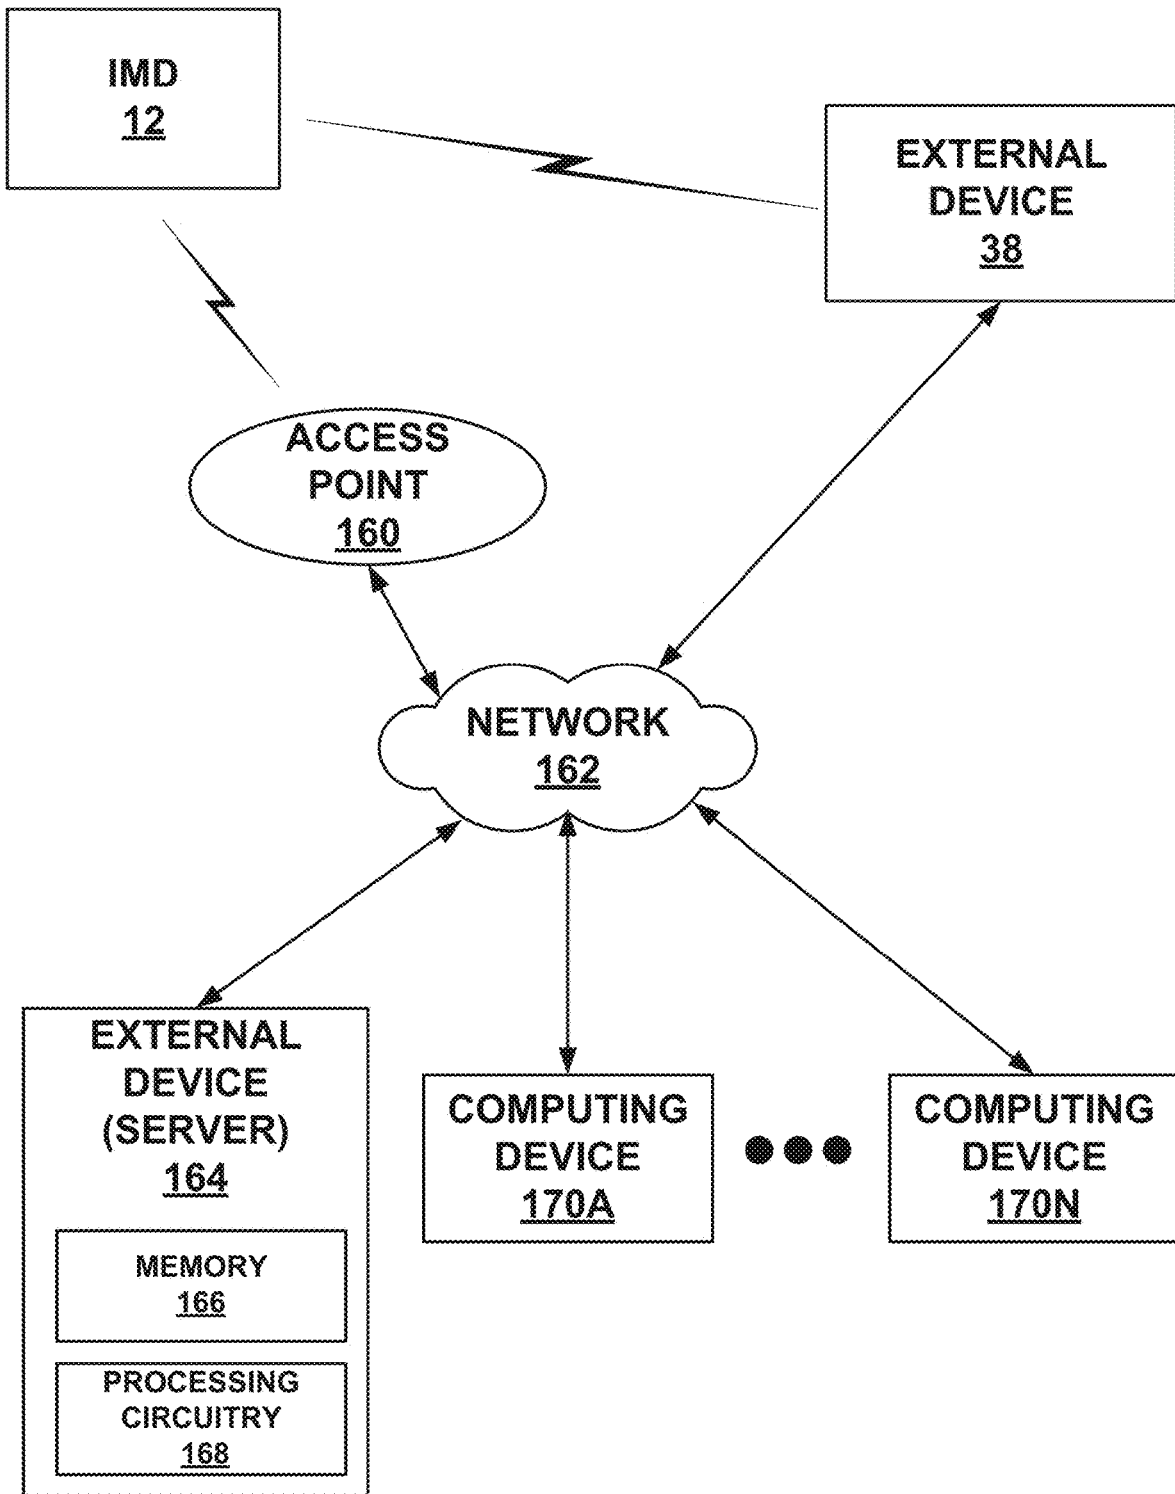 IMD
12
EXTERNAL
DEVICE
38
ACCESS
POINT
160
NETWORK
162
EXTERNAL
DEVICE
(SERVER)
164
MEMORY
166
PROCESSING
CIRCUITRY
168
COMPUTING
DEVICE
170A
COMPUTING
DEVICE
170N